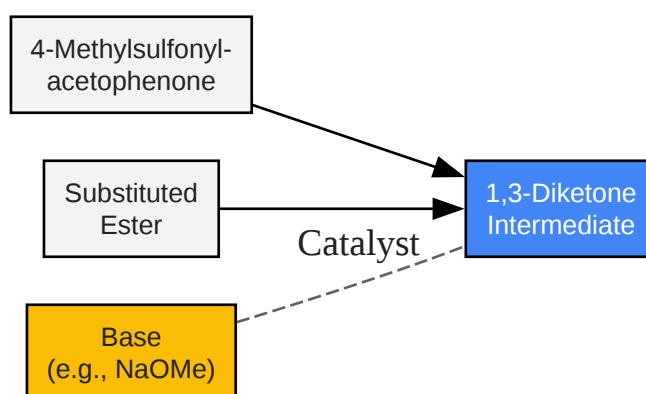 4-Methylsulfonyl-
acetophenone
Substituted
Ester
1,3-Diketone
Intermediate
Catalyst
Base
(e.g., NaOMe)